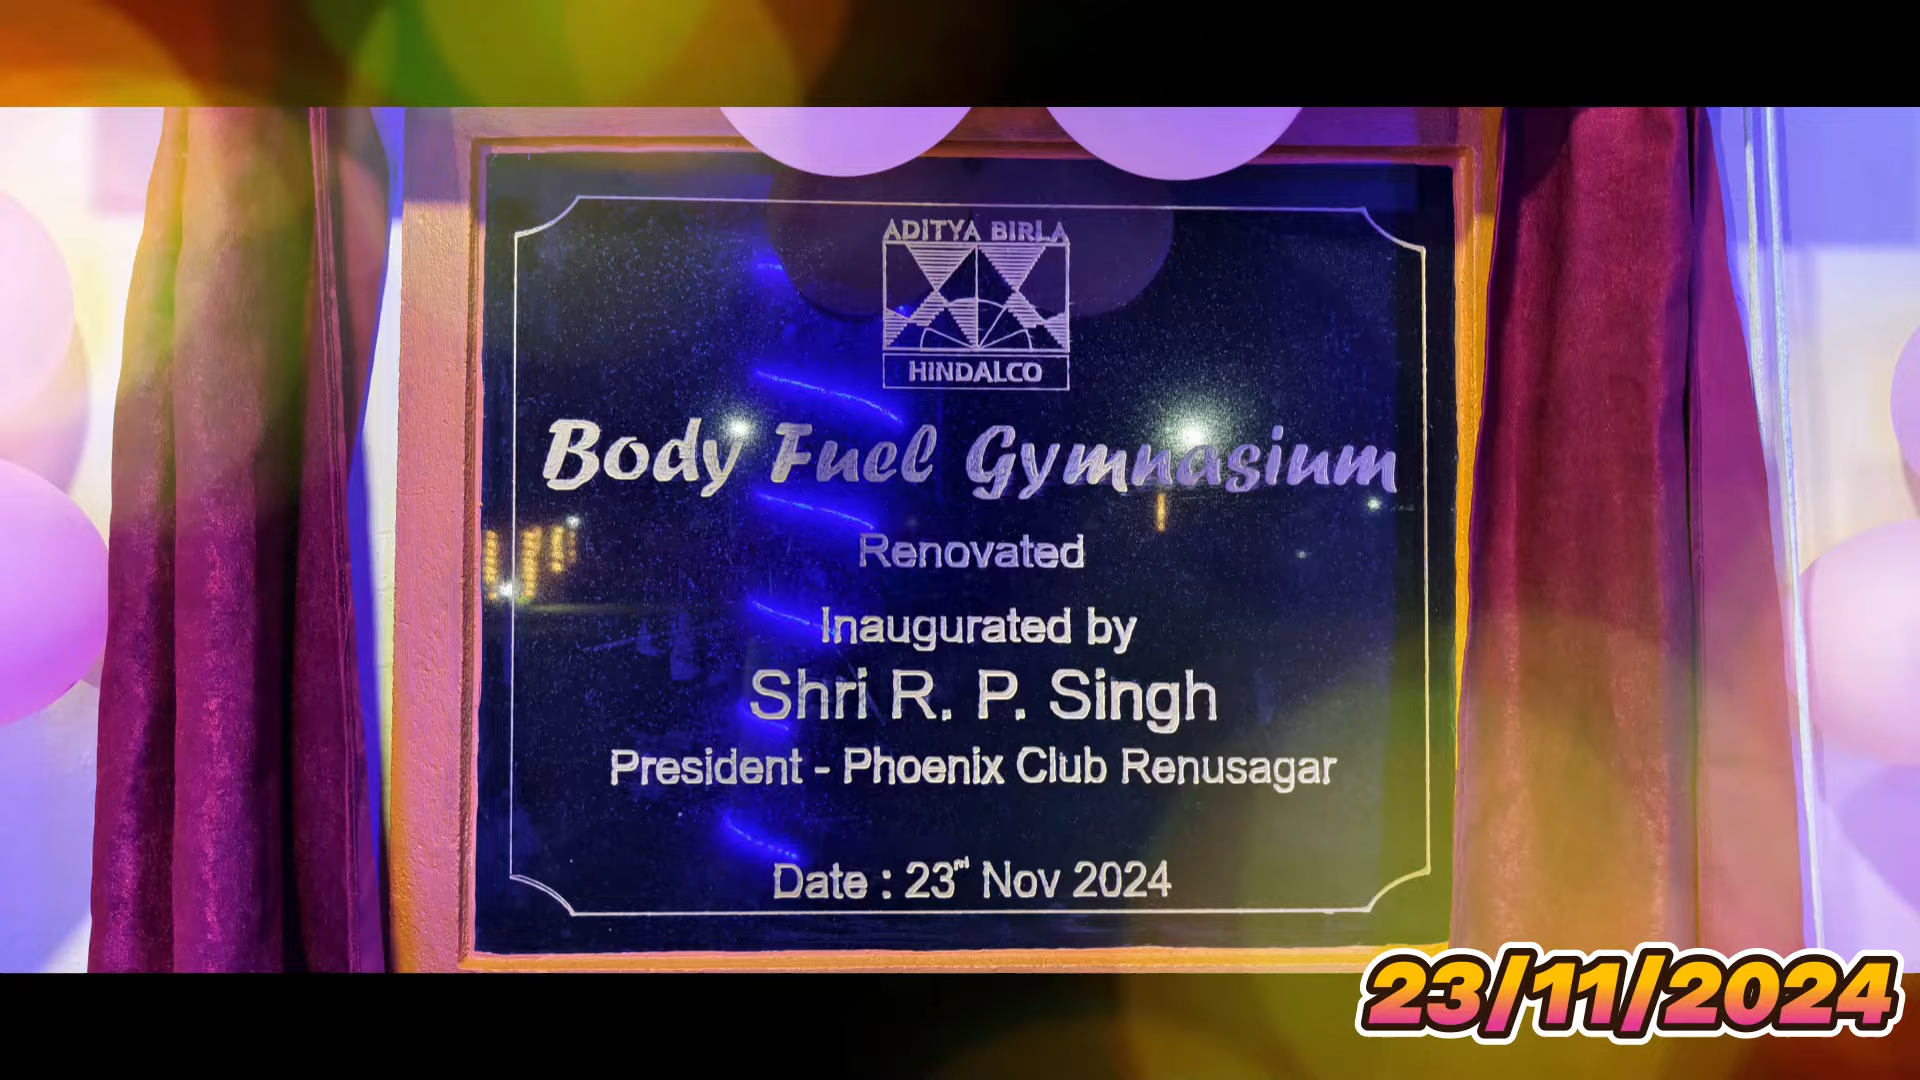 ADITYA BIRLA
HINDALCO
Body Fuel Gymnasium
Renovated
Inaugurated by
Shri R. P. Singh
President - Phoenix Club Renusagar
Date : 23rd Nov 2024
23/11/2024